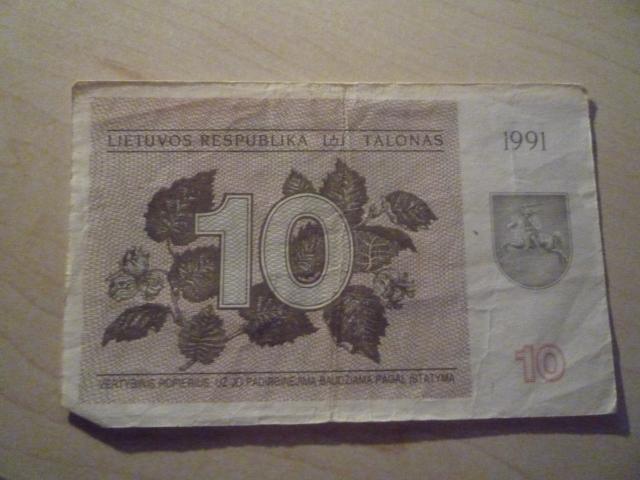 LIETUVOS RESPUBLIKA TALONAS
1991
10
10
VERTYBINIS POPIERIUS. UŽ JO PADIRBINĖJIMĄ BAUDŽIAMA PAGAL ĮSTATYMĄ